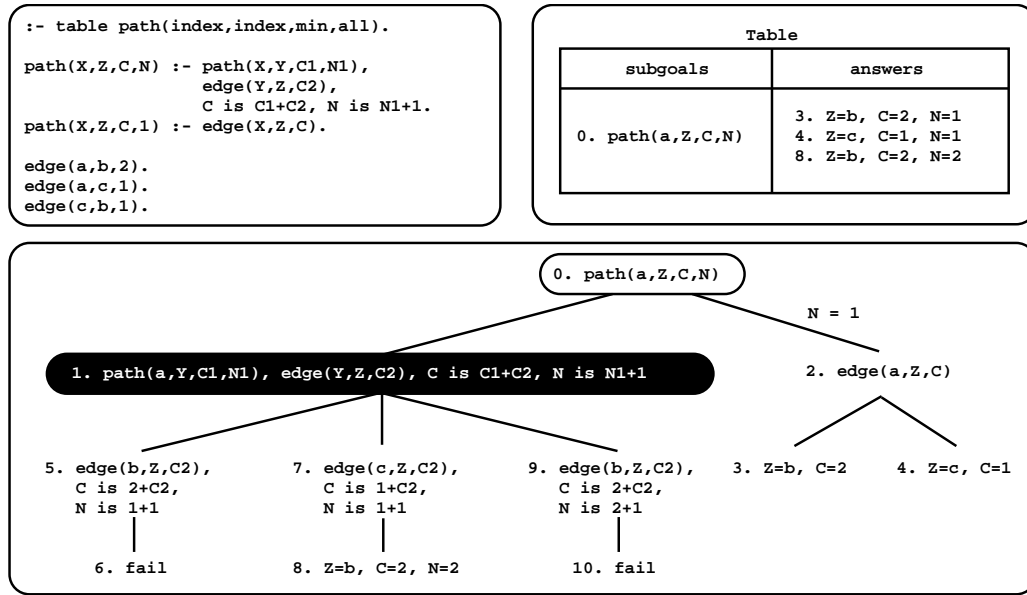 :- table path(index,index,min,all).
path(X,Z,C,N) :- path(X,Y,C1,N1),
edge(Y,Z,C2),
C is C1+C2, N is N1+1.
path(X,Z,C,1) :- edge(X,Z,C).
edge(a,b,2).
edge(a,c,1).
edge(c,b,1).
Table
subgoals answers
0. path(a,Z,C,N)
3. Z=b, C=2, N=1
4. Z=c, C=1, N=1
8. Z=b, C=2, N=2
0. path(a,Z,C,N)
N = 1
1. path(a,Y,C1,N1), edge(Y,Z,C2), C is C1+C2, N is N1+1
2. edge(a,Z,C)
5. edge(b,Z,C2),
C is 2+C2,
N is 1+1
7. edge(c,Z,C2),
C is 1+C2,
N is 1+1
9. edge(b,Z,C2),
C is 2+C2,
N is 2+1
3. Z=b, C=2
4. Z=c, C=1
6. fail
8. Z=b, C=2, N=2
10. fail